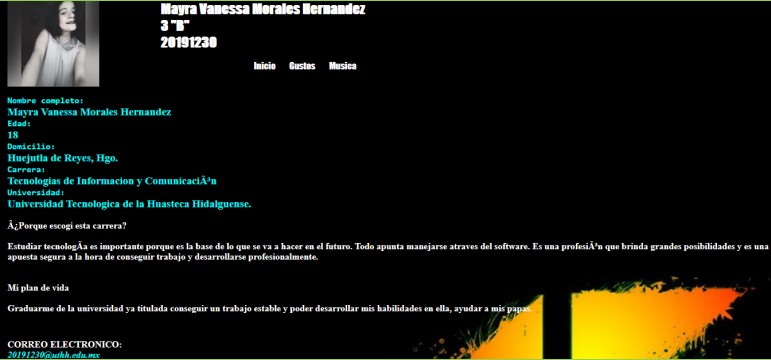 Mayra Vanessa Morales Hernandez
3 "B"
20191230
Inicio Gustos Musica
Nombre completo:
Mayra Vanessa Morales Hernandez
Edad:
18
Domicilio:
Huejutla de Reyes, Hgo.
Carrera:
Tecnologias de Informacion y ComunicaciÃ³n
Universidad:
Universidad Tecnologica de la Huasteca Hidalguense.
Â¿Porque escogi esta carrera?
Estudiar tecnologÃ­a es importante porque es la base de lo que se va a hacer en el futuro. Todo apunta manejarse atraves del software. Es una profesiÃ³n que brinda grandes posibilidades y es una
apuesta segura a la hora de conseguir trabajo y desarrollarse profesionalmente.
Mi plan de vida
Graduarme de la universidad ya titulada conseguir un trabajo estable y poder desarrollar mis habilidades en ella, ayudar a mis papas.
CORREO ELECTRONICO:
20191230@uthh.edu.mx